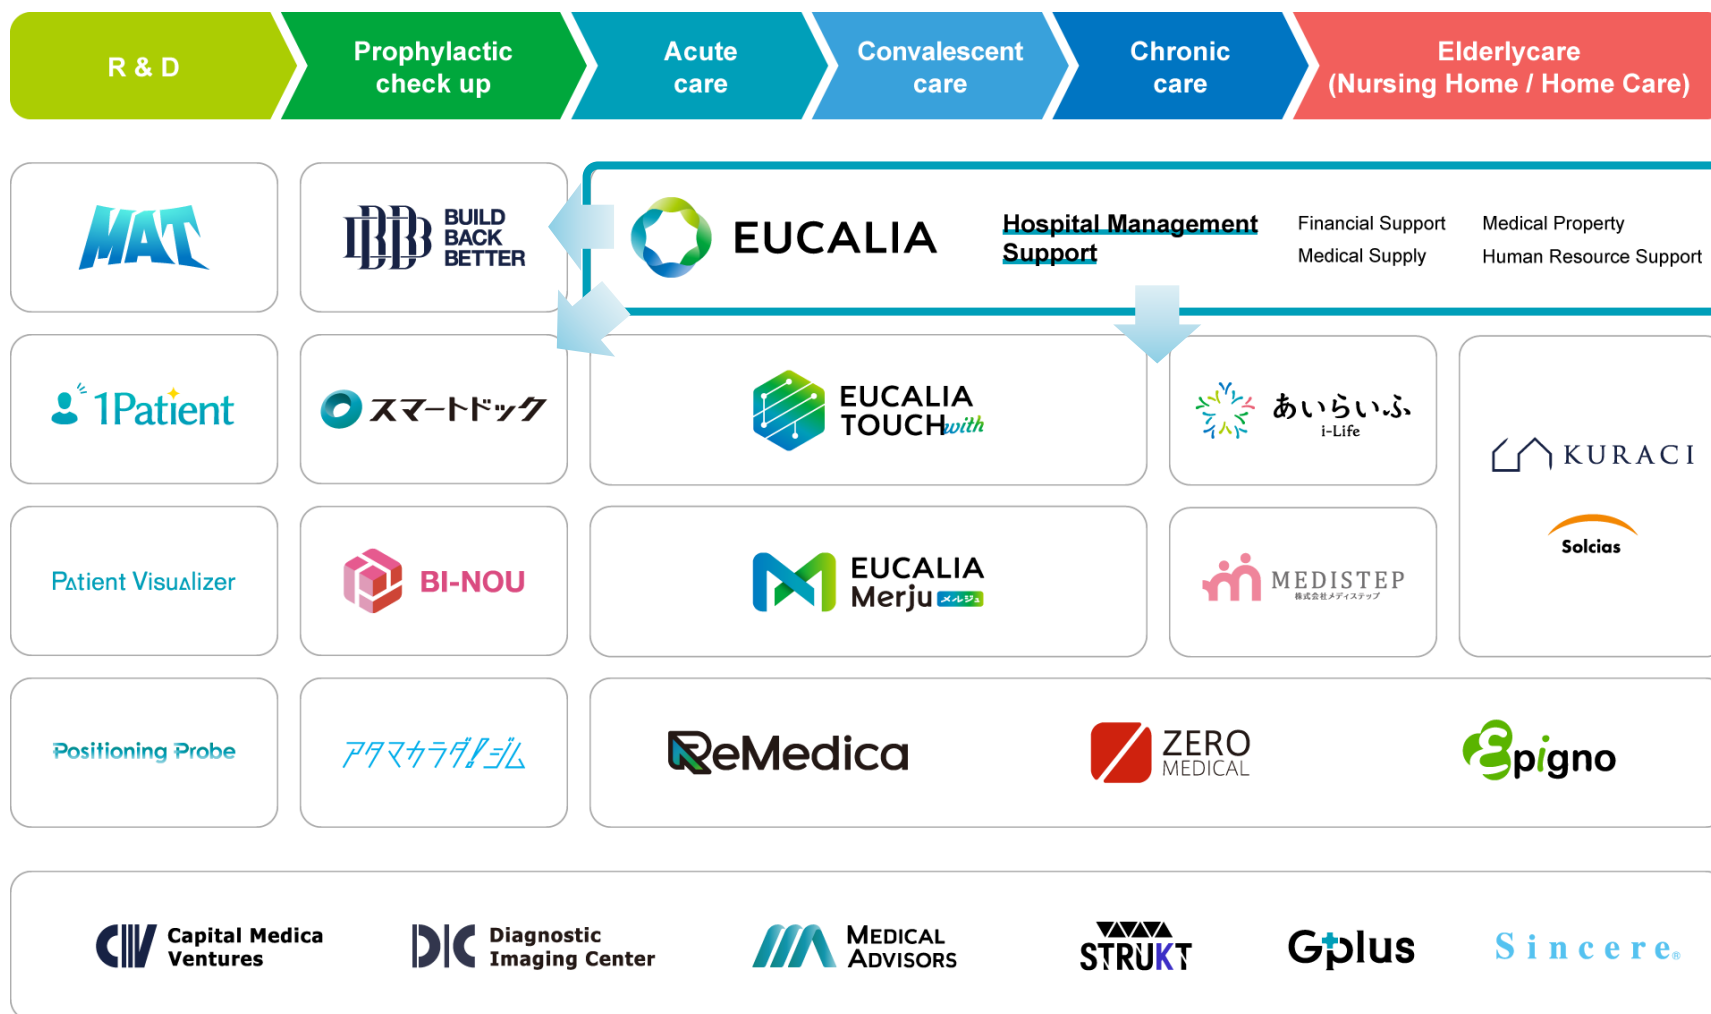 R & D
Prophylactic
check up
Acute
care
Convalescent
care
Chronic
care
Elderlycare
(Nursing Home / Home Care)
MAT
BBB
BUILD
BACK
BETTER
EUCALIA
Hospital Management
Support
Financial Support
Medical Property
Medical Supply
Human Resource Support
1Patient
スマートドック
EUCALIA
TOUCH with
あいらいふ
i-Life
KURACI
Solcias
Patient Visualizer
BI-NOU
EUCALIA
Merju メルジュ
MEDISTEP
株式会社メディステップ
Positioning Probe
アタマカラダ!ジム
ReMedica
ZERO
MEDICAL
Epigno
CMV
Capital Medica
Ventures
DIC
Diagnostic
Imaging Center
MEDICAL
ADVISORS
STRUKT
Gplus
Sincere®